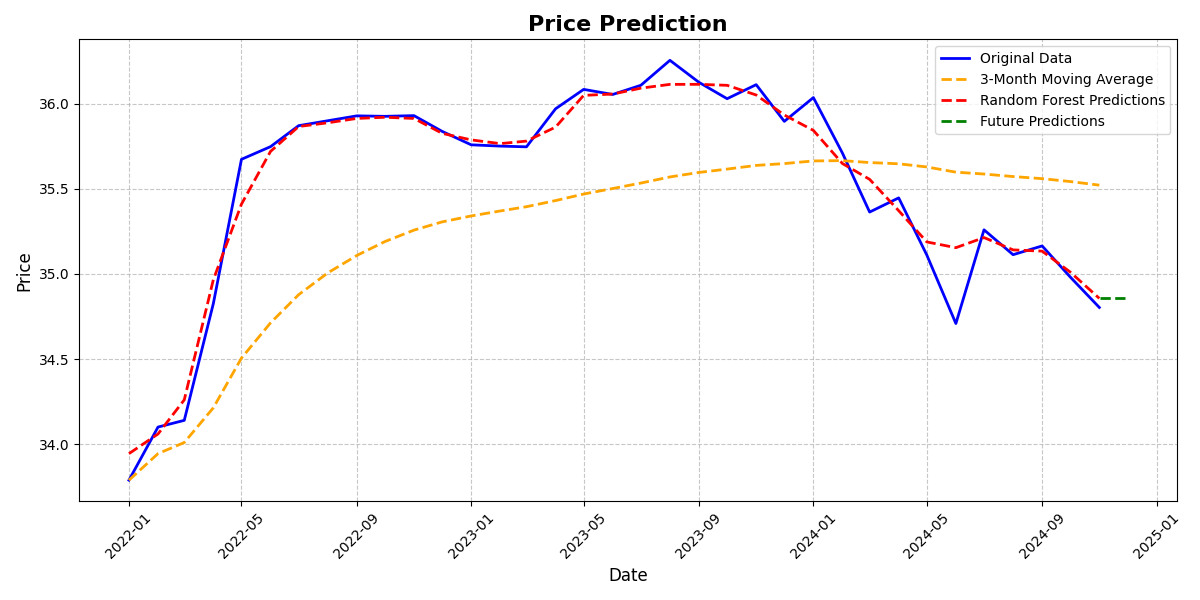 Price Prediction
Original Data
3-Month Moving Average
Random Forest Predictions
Future Predictions
Price
36.0
35.5
35.0
34.5
34.0
2022-01
2022-05
2022-09
2023-01
2023-05
2023-09
2024-01
2024-05
2024-09
2025-01
Date